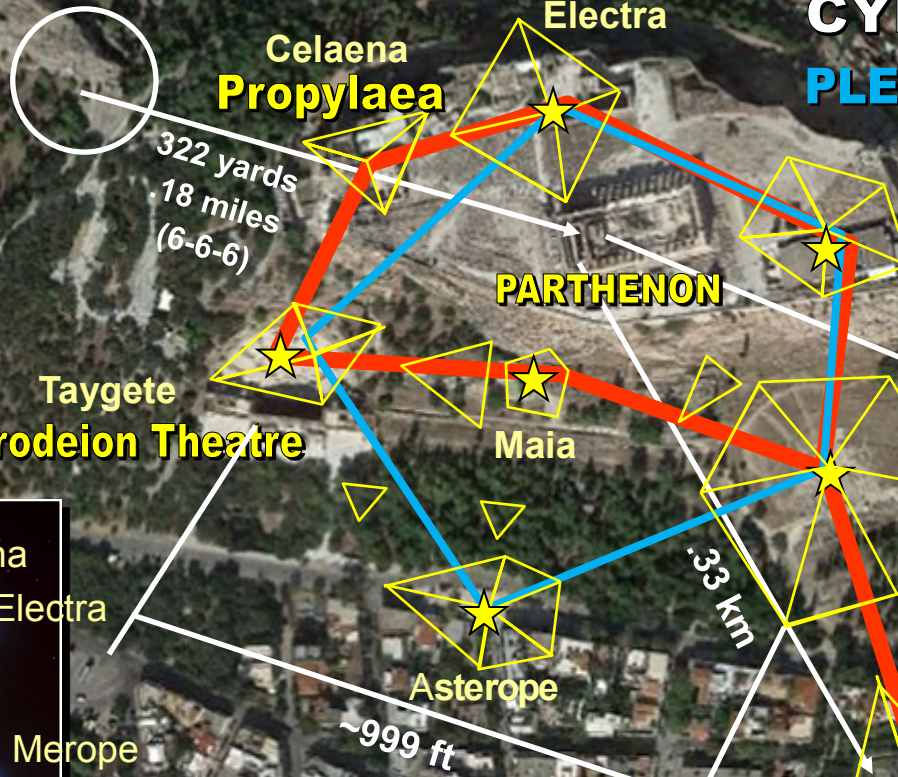 Electra
CY
Celaena
Propylaea
PLE
322 yards
.18 miles
(6-6-6)
PARTHENON
Taygete
rodeion Theatre
Maia
na
Electra
.33 km
Asterope
~999 ft
Merope